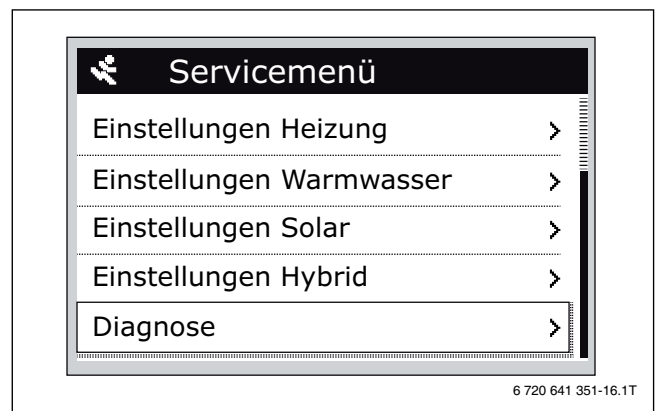 Servicemenü
Einstellungen Heizung
Einstellungen Warmwasser
Einstellungen Solar
Einstellungen Hybrid
Diagnose
6 720 641 351-16.1T